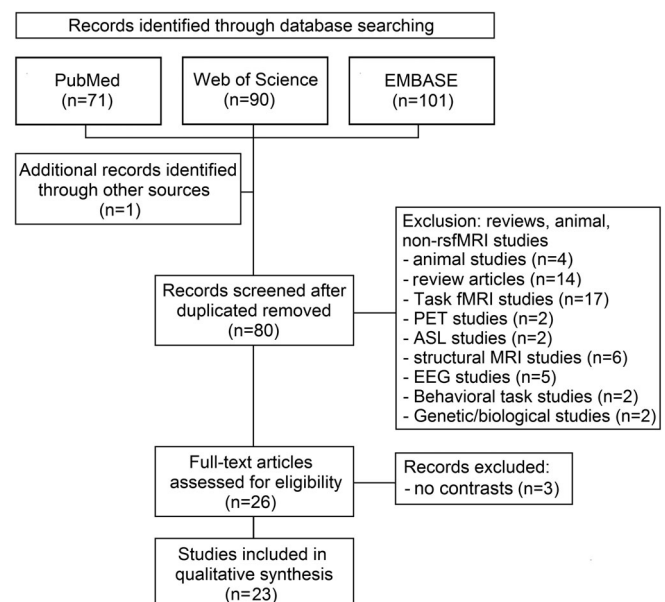 Records identified through database searching
PubMed
(n=71)
Web of Science
(n=90)
EMBASE
(n=101)
Additional records identified
through other sources
(n=1)
Exclusion: reviews, animal,
non-rsfMRI studies
- animal studies (n=4)
- review articles (n=14)
- Task fMRI studies (n=17)
- PET studies (n=2)
- ASL studies (n=2)
- structural MRI studies (n=6)
- EEG studies (n=5)
- Behavioral task studies (n=2)
- Genetic/biological studies (n=2)
Records screened after
duplicated removed
(n=80)
Full-text articles
assessed for eligibility
(n=26)
Records excluded:
- no contrasts (n=3)
Studies included in
qualitative synthesis
(n=23)